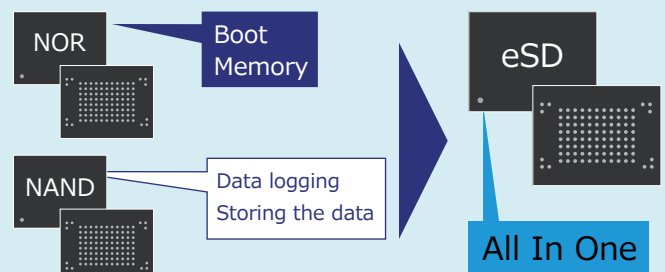 NOR
Boot
Memory
NAND
Data logging
Storing the data
eSD
All In One